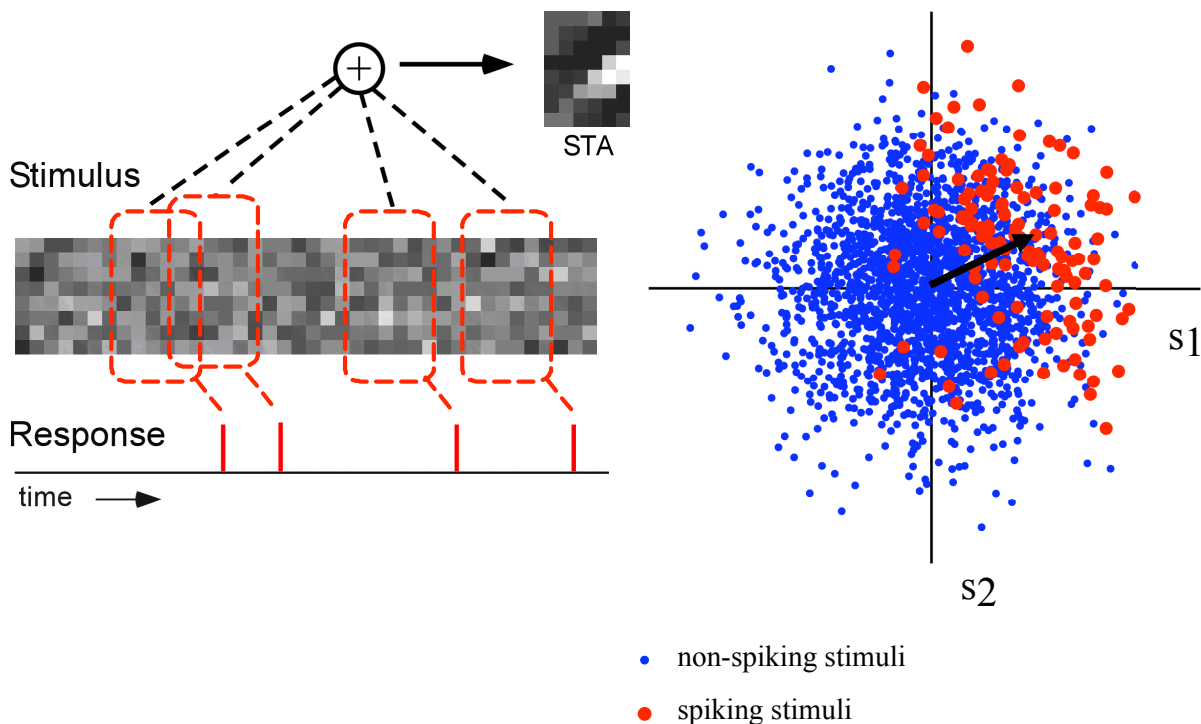 STA
Stimulus
Response
time
s1
s2
non-spiking stimuli
spiking stimuli